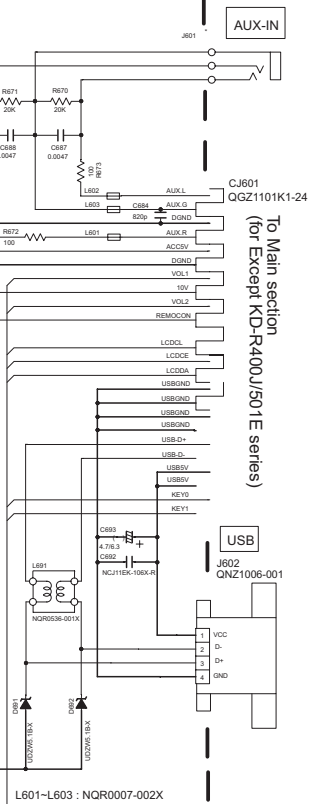 AUX-IN
J601
R671
20K
R670
20K
C688
0.0047
C687
0.0047
100
R673
CJ601
QGZ1101K1-24
L602
AUX.L
L603
C684
AUX.G
820p
DGND
R672
100
L601
AUX.R
ACC5V
DGND
VOL1
10V
VOL2
REMOCON
LCDCL
LCDCE
LCDDA
USBGND
USBGND
USBGND
USBGND
USB-D+
USB-D-
USB5V
USB5V
KEY0
KEY1
To Main section
(for Except KD-R400J/501E series)
C693
4.7/6.3
+
C692
NCJ11EK-106X-R
USB
J602
QNZ1006-001
L691
NQR0536-001X
1 VCC
2 D-
3 D+
4 GND
D691
UDZW5.1B-X
D692
UDZW5.1B-X
L601~L603 : NQR0007-002X